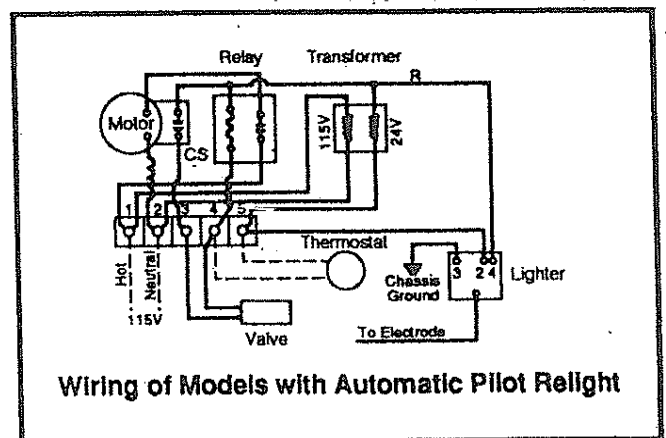 Relay
Transformer
R
Motor
115V
24V
CS
1 2 3 4 5
Thermostat
Hot
Neutral
115V
Chassis
Ground
3 2 4
Lighter
Valve
To Electrode
Wiring of Models with Automatic Pilot Relight